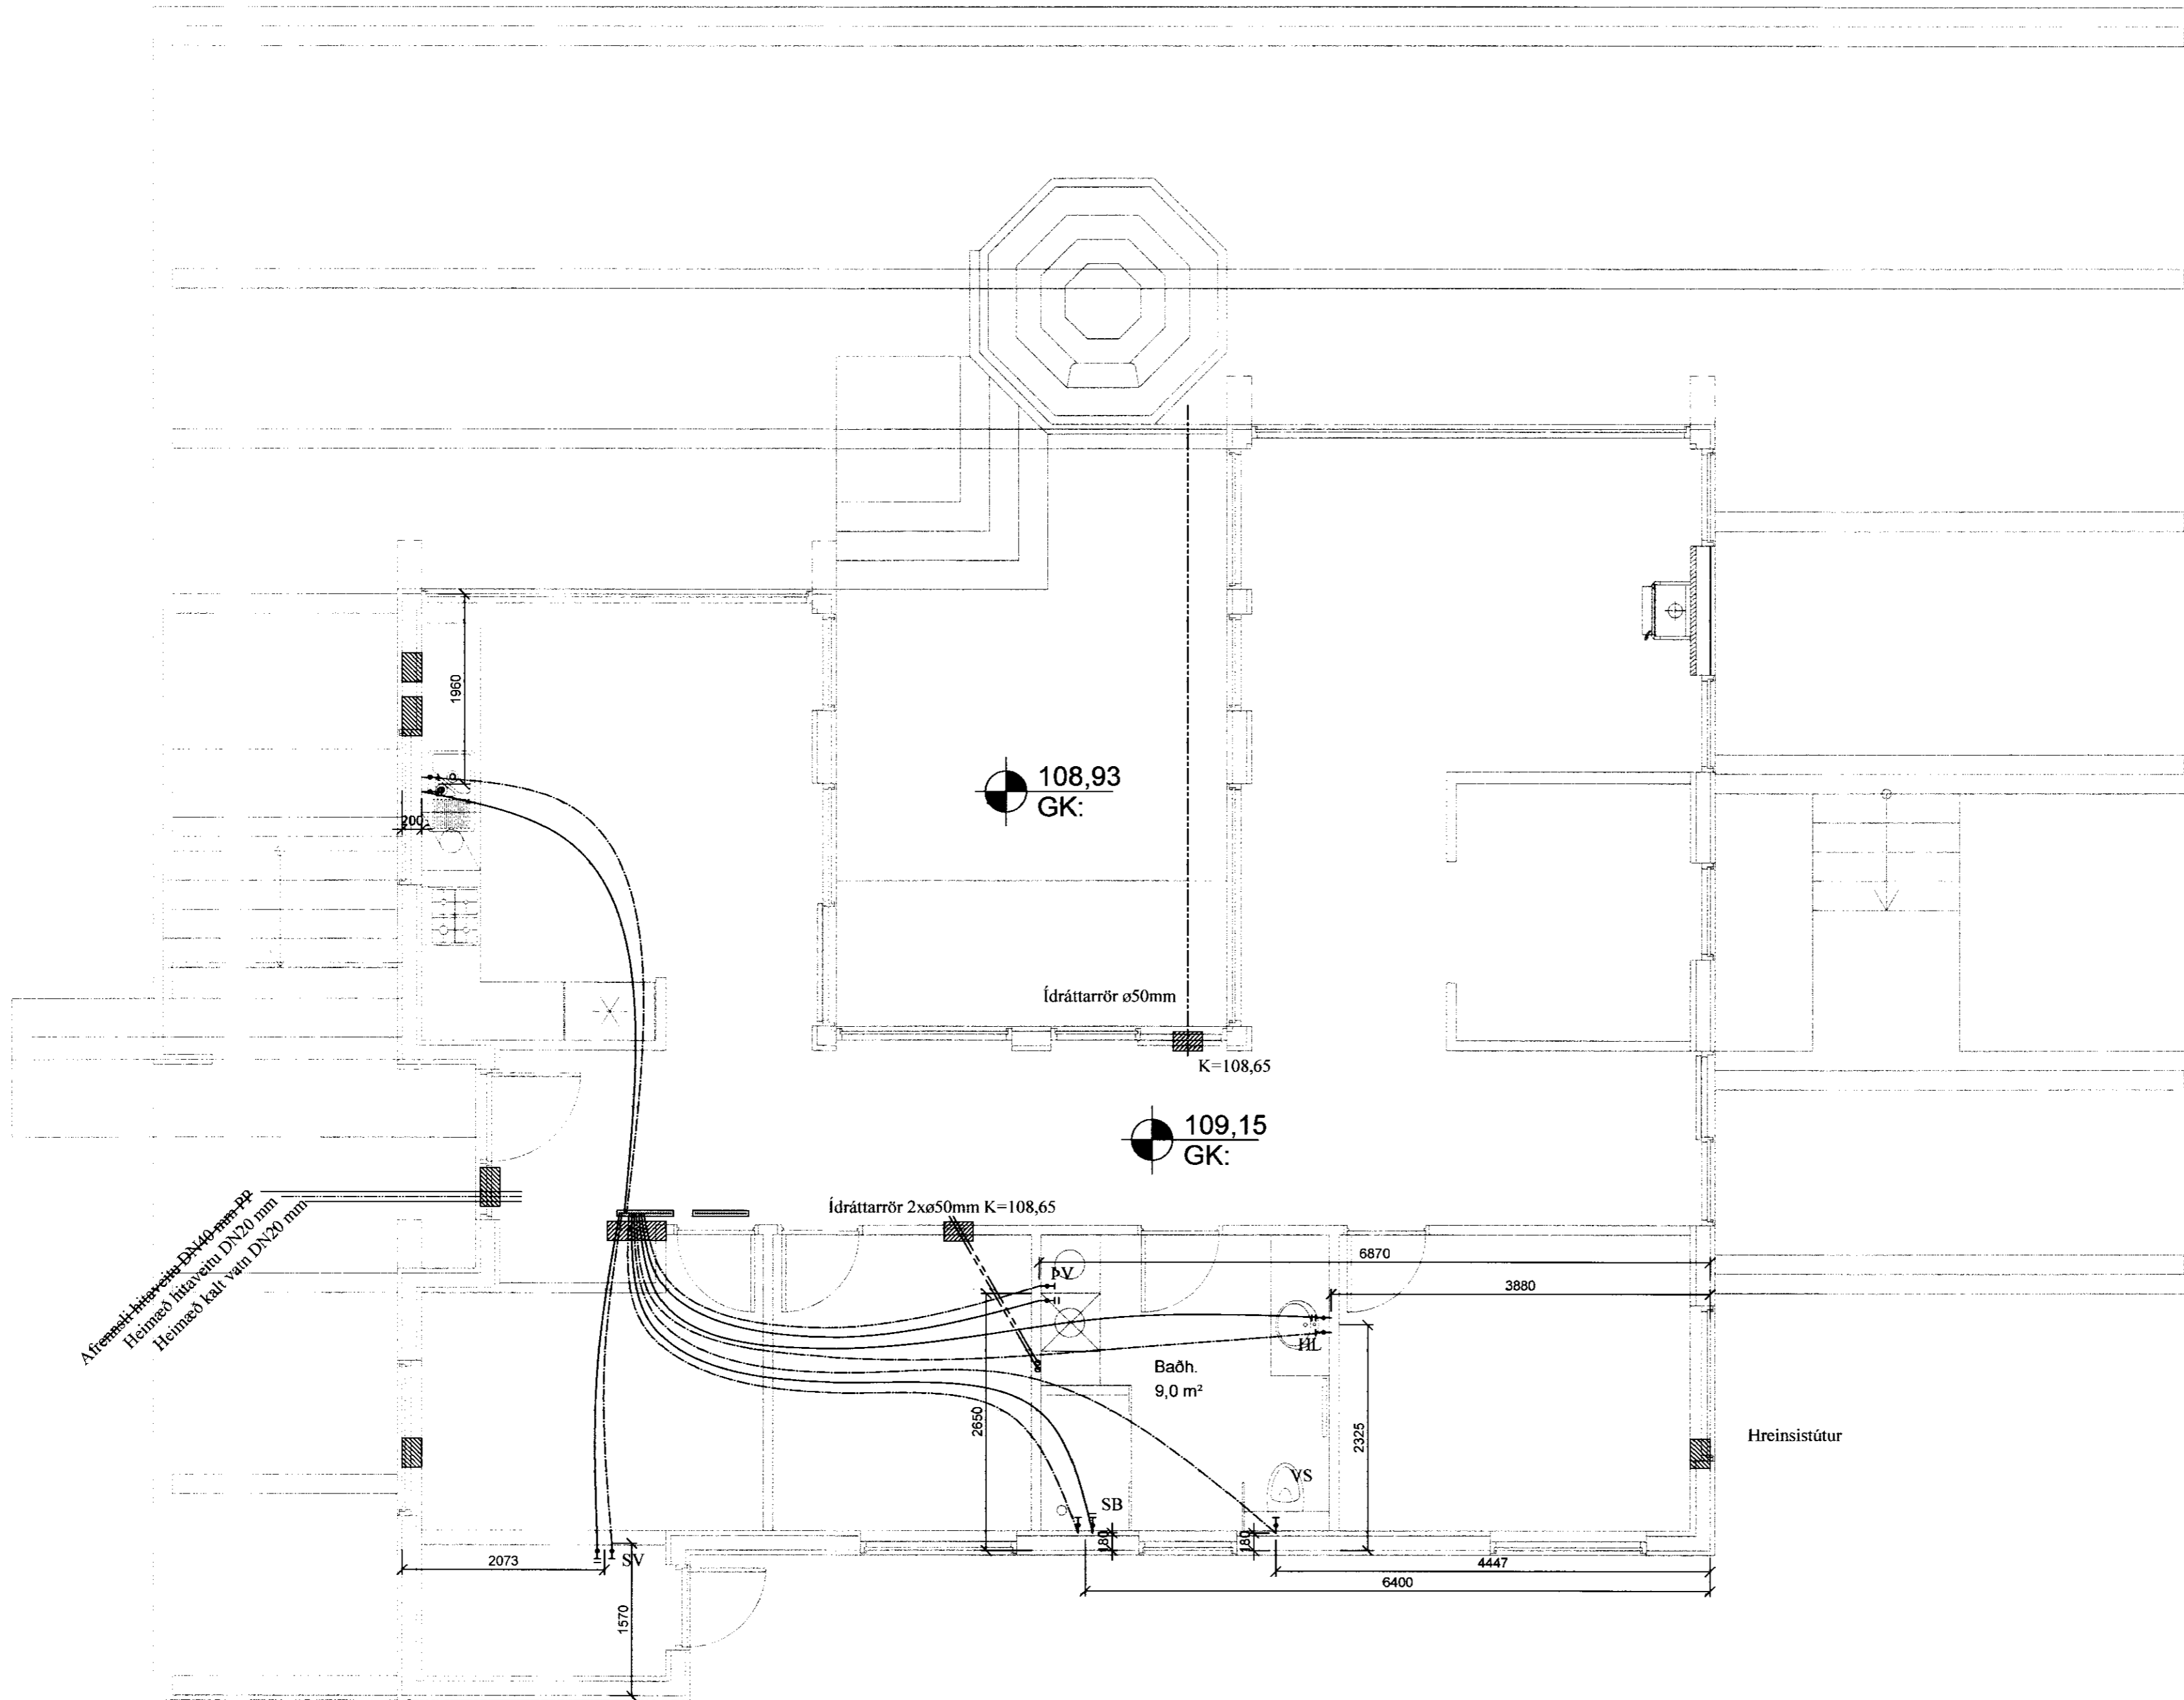 1960
108,93
GK:
200
Ídráttarrör ø50mm
K=108,65
109,15
GK:
Ídráttarrör 2xø50mm K=108,65
Afrennsli hitaveitu DN40 mm PP
Heimæð hitaveitu DN20 mm
Heimæð kalt vatn DN20 mm
6870
ÞV
3880
HL
Baðh.
9,0 m²
2650
2325
Hreinsistútur
VS
SB
180
180
SV
2073
4447
6400
1570